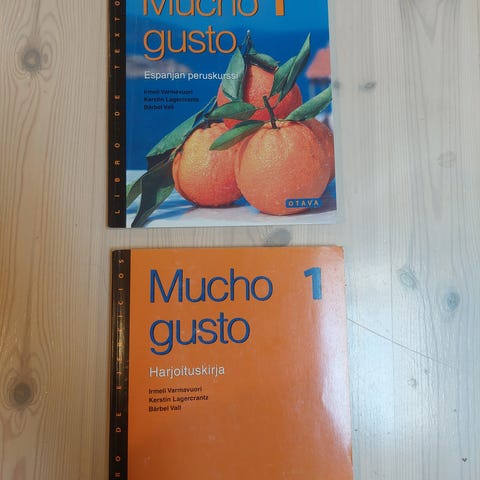 Mucho 1
gusto
Espanjan peruskurssi
Irmeli Varmavuori
Kerstin Lagercrantz
Bärbel Vall
LIBRO DE TEXTO
OTAVA
Mucho 1
gusto
Harjoituskirja
Irmeli Varmavuori
Kerstin Lagercrantz
Bärbel Vall